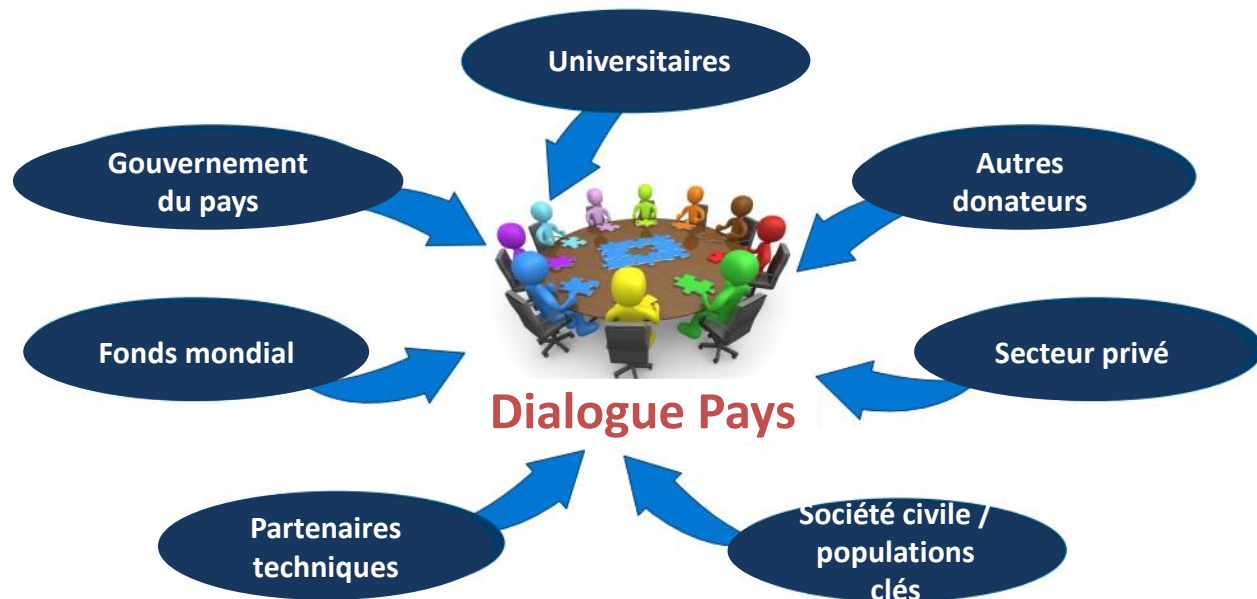 Universitaires
Gouvernement
du pays
Autres
donateurs
Fonds mondial
Secteur privé
Dialogue Pays
Partenaires
techniques
Société civile /
populations
clés